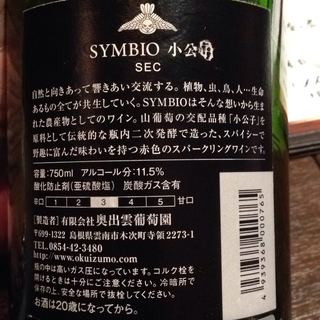 SYMBIO 小公子
SEC
自然と向きあって響きあい交流する。植物、虫、鳥、人…生命
あるもの全てが共生していく。SYMBIOはそんな想いから生ま
れた農産物としてのワイン。山葡萄の交配品種「小公子」を
原料として伝統的な瓶内二次発酵で造った、スパイシーで
野趣に富んだ味わいを持つ赤色のスパークリングワインです。
容量:750ml アルコール分:11.5%
酸化防止剤(亜硫酸塩) 炭酸ガス含有
辛口 1 2 3 4 5 甘口
【製造者】有限会社奥出雲葡萄園
〒699-1322 島根県雲南市木次町寺領2273-1
TEL.0854-42-3480
http://www.okuizumo.com
瓶の中は高いガス圧になっています。コルク栓を
開けるときは十分にご注意ください。冷暗所で
保存の上、安全な場所で抜栓してください。
お酒は20歳になってから。
4939368000765